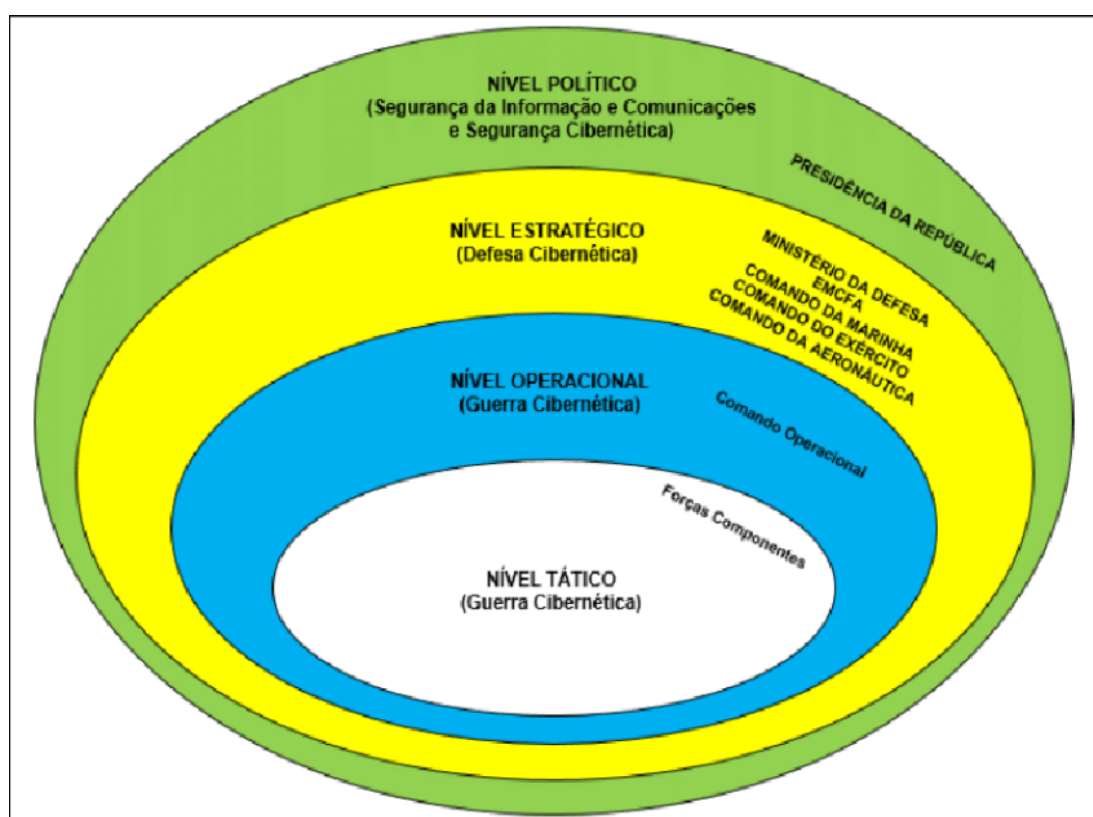 NÍVEL POLÍTICO
(Segurança da Informação e Comunicações
e Segurança Cibernética)
PRESIDÊNCIA DA REPÚBLICA
NÍVEL ESTRATÉGICO
(Defesa Cibernética)
MINISTÉRIO DA DEFESA
EMCFA
COMANDO DA MARINHA
COMANDO DO EXÉRCITO
COMANDO DA AERONÁUTICA
NÍVEL OPERACIONAL
(Guerra Cibernética)
Comando Operacional
Forças Componentes
NÍVEL TÁTICO
(Guerra Cibernética)